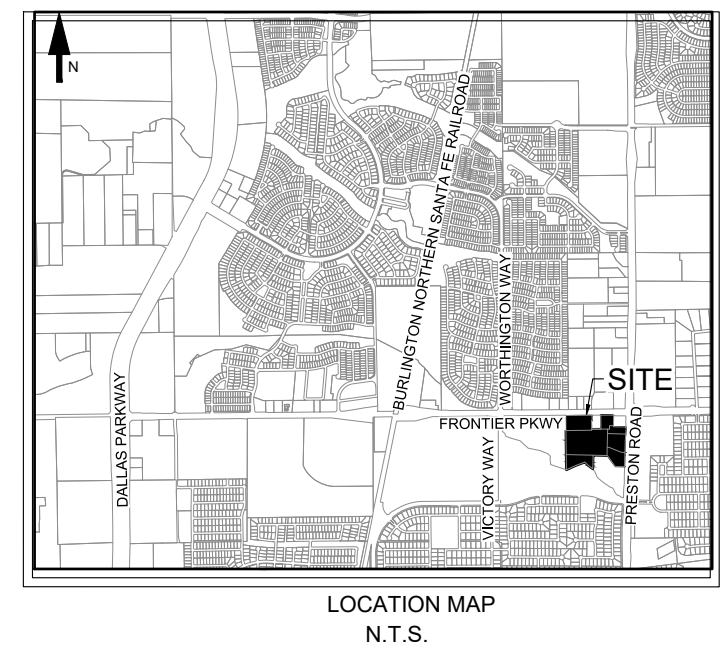 N
BURLINGTON NORTHERN SANTA FE RAILROAD
WORTHINGTON WAY
SITE
DALLAS PARKWAY
FRONTIER PKWY
VICTORY WAY
PRESTON ROAD
LOCATION MAP
N.T.S.